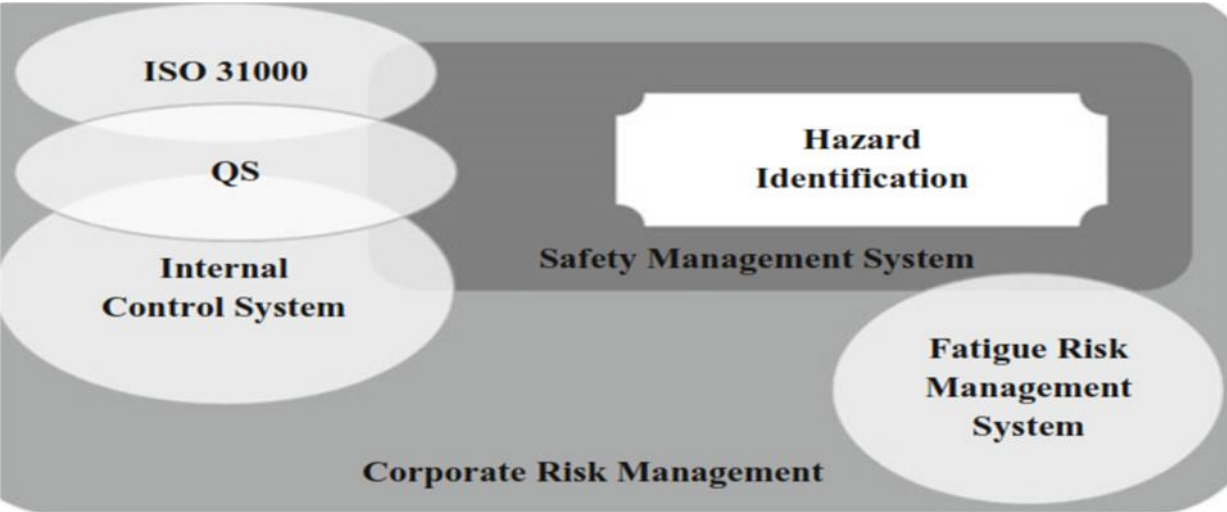 ISO 31000
QS
Internal
Control System
Hazard
Identification
Safety Management System
Fatigue Risk
Management
System
Corporate Risk Management